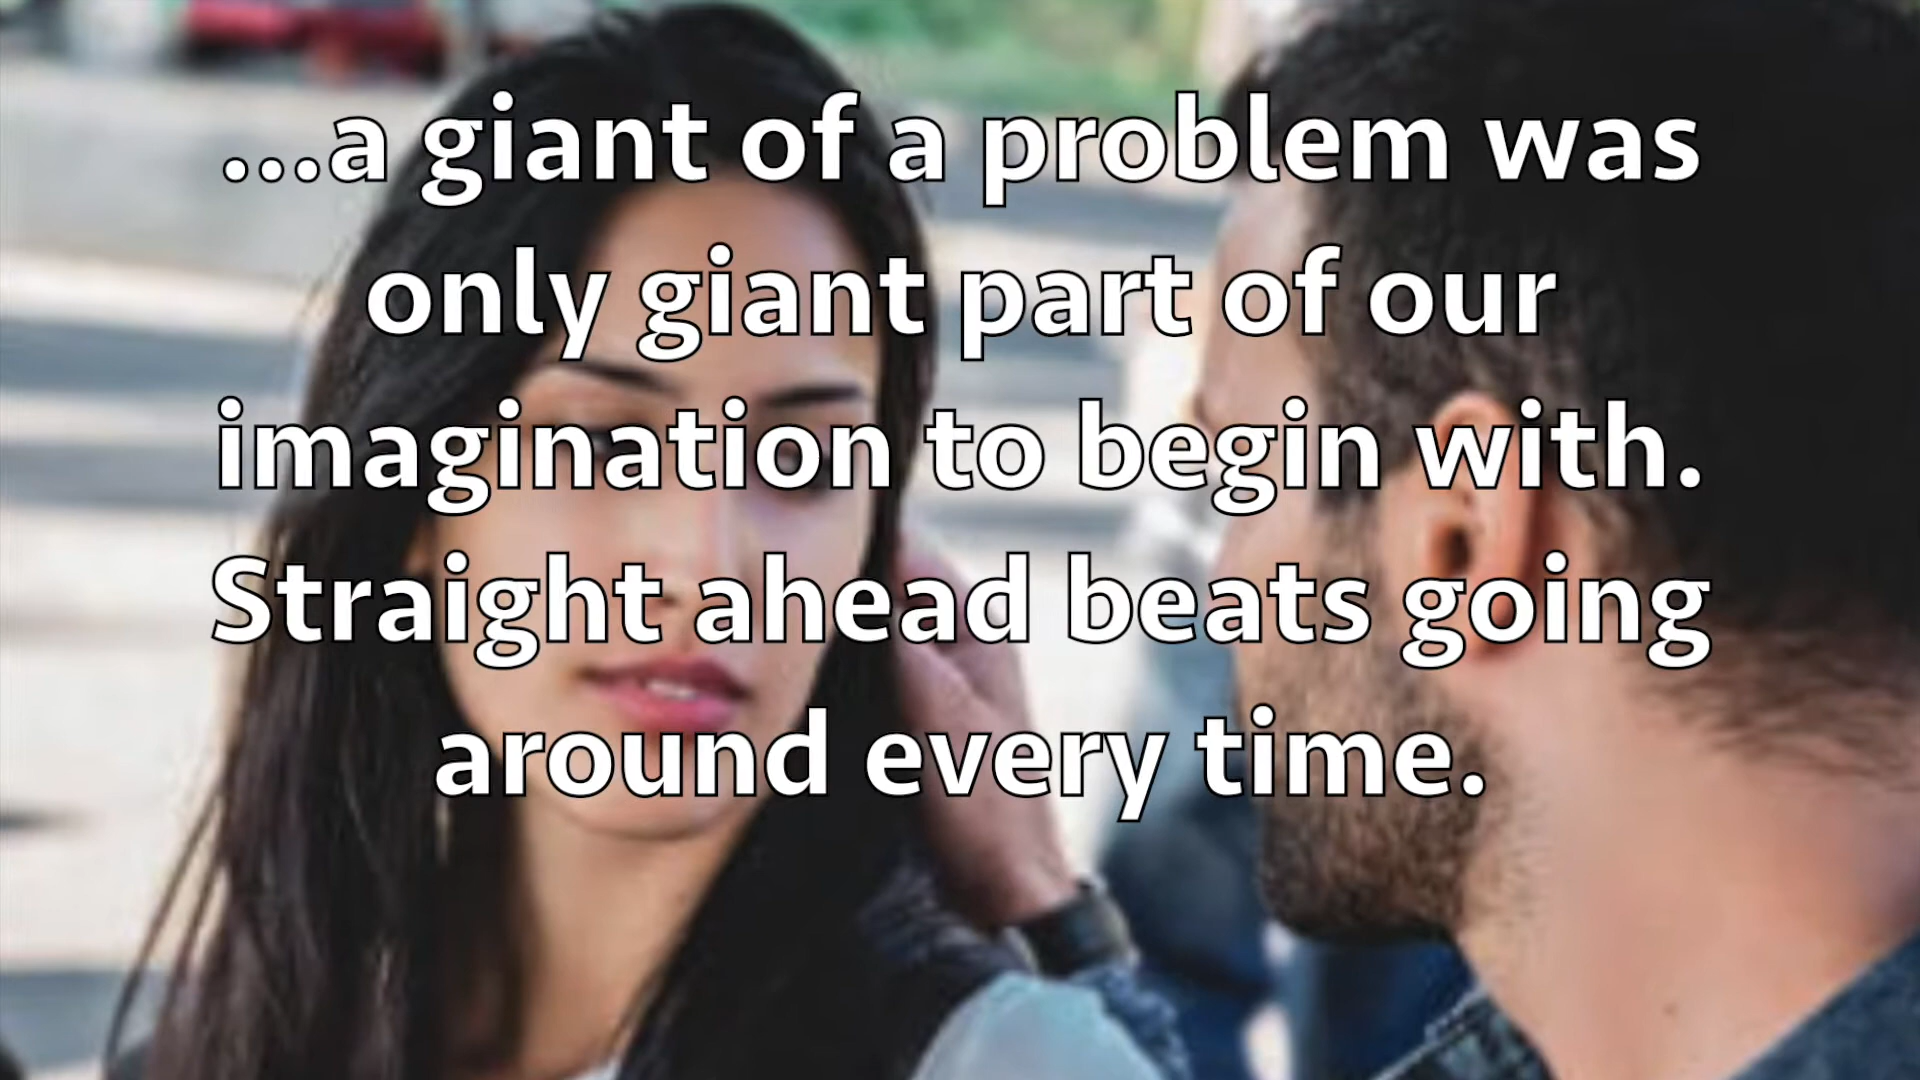 ...a giant of a problem was
only giant part of our
imagination to begin with.
Straight ahead beats going
around every time.